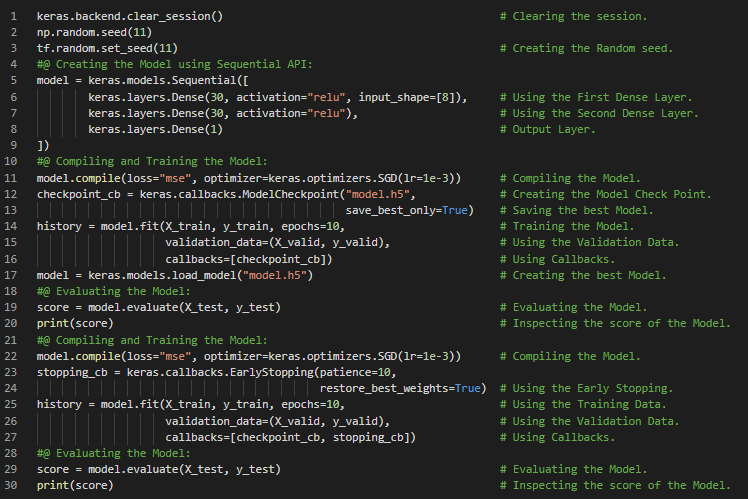 1 keras.backend.clear_session() # Clearing the session.
2 np.random.seed(11)
3 tf.random.set_seed(11) # Creating the Random seed.
4 #@ Creating the Model using Sequential API:
5 model = keras.models.Sequential([
6 keras.layers.Dense(30, activation="relu", input_shape=[8]), # Using the First Dense Layer.
7 keras.layers.Dense(30, activation="relu"), # Using the Second Dense Layer.
8 keras.layers.Dense(1) # Output Layer.
9 ])
10 #@ Compiling and Training the Model:
11 model.compile(loss="mse", optimizer=keras.optimizers.SGD(lr=1e-3)) # Compiling the Model.
12 checkpoint_cb = keras.callbacks.ModelCheckpoint("model.h5", # Creating the Model Check Point.
13 save_best_only=True) # Saving the best Model.
14 history = model.fit(X_train, y_train, epochs=10, # Training the Model.
15 validation_data=(X_valid, y_valid), # Using the Validation Data.
16 callbacks=[checkpoint_cb]) # Using Callbacks.
17 model = keras.models.load_model("model.h5") # Creating the best Model.
18 #@ Evaluating the Model:
19 score = model.evaluate(X_test, y_test) # Evaluating the Model.
20 print(score) # Inspecting the score of the Model.
21 #@ Compiling and Training the Model:
22 model.compile(loss="mse", optimizer=keras.optimizers.SGD(lr=1e-3)) # Compiling the Model.
23 stopping_cb = keras.callbacks.EarlyStopping(patience=10,
24 restore_best_weights=True) # Using the Early Stopping.
25 history = model.fit(X_train, y_train, epochs=10, # Using the Training Data.
26 validation_data=(X_valid, y_valid), # Using the Validation Data.
27 callbacks=[checkpoint_cb, stopping_cb]) # Using Callbacks.
28 #@ Evaluating the Model:
29 score = model.evaluate(X_test, y_test) # Evaluating the Model.
30 print(score) # Inspecting the score of the Model.